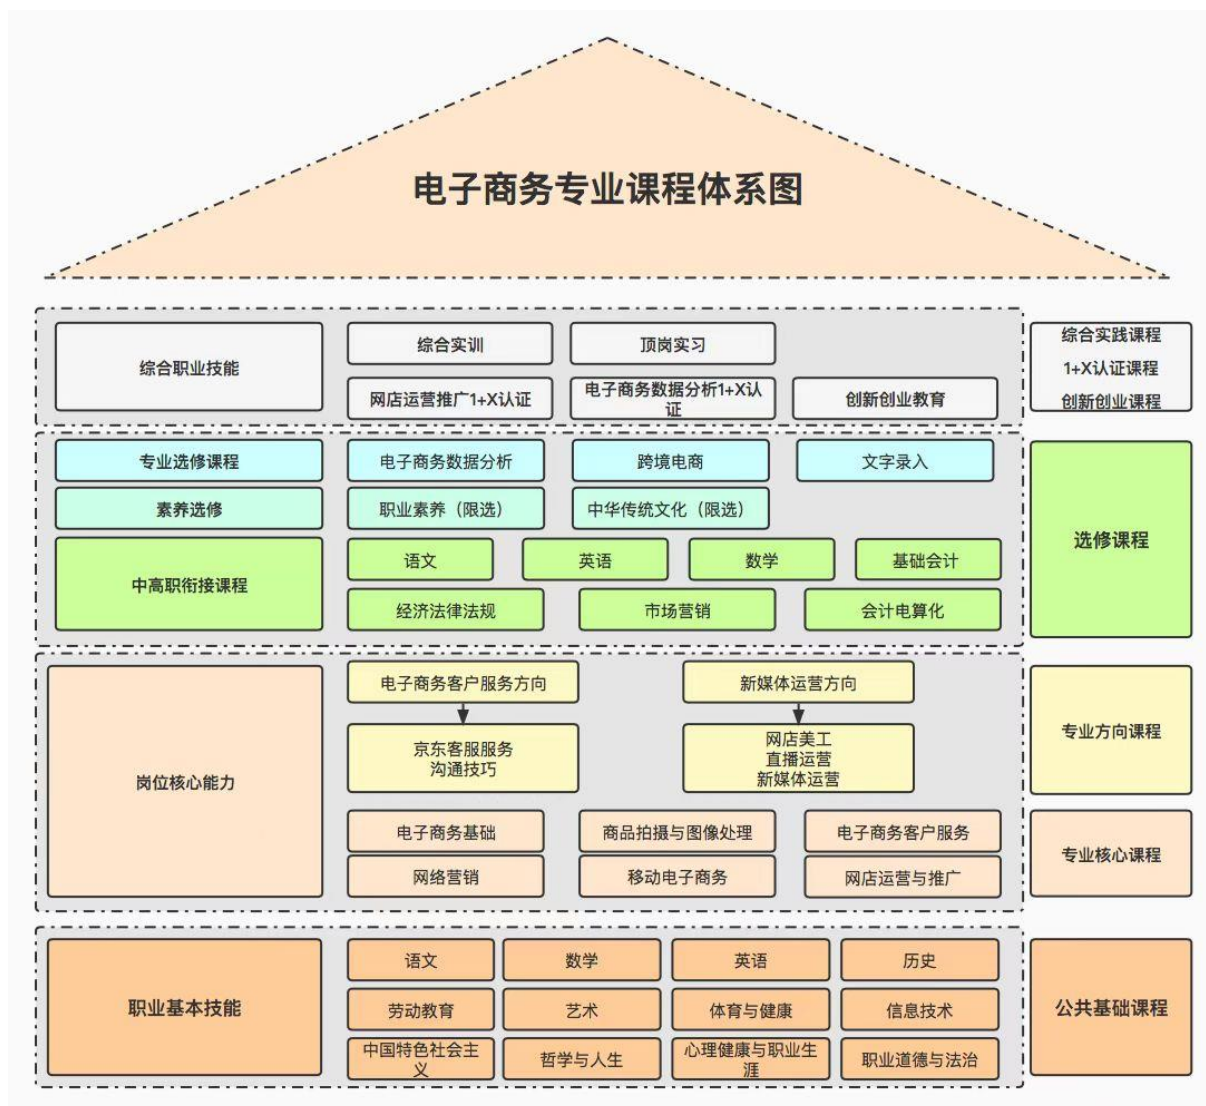 电子商务专业课程体系图
综合职业技能
综合实训
顶岗实习
网店运营推广1+X认证
电子商务数据分析1+X认
证
创新创业教育
综合实践课程
1+X认证课程
创新创业课程
专业选修课程
电子商务数据分析
跨境电商
文字录入
素养选修
职业素养（限选）
中华传统文化（限选）
中高职衔接课程
语文
英语
数学
基础会计
经济法律法规
市场营销
会计电算化
选修课程
岗位核心能力
电子商务客户服务方向
新媒体运营方向
京东客服服务
沟通技巧
网店美工
直播运营
新媒体运营
专业方向课程
电子商务基础
商品拍摄与图像处理
电子商务客户服务
网络营销
移动电子商务
网店运营与推广
专业核心课程
职业基本技能
语文
数学
英语
历史
劳动教育
艺术
体育与健康
信息技术
中国特色社会主
义
哲学与人生
心理健康与职业生
涯
职业道德与法治
公共基础课程